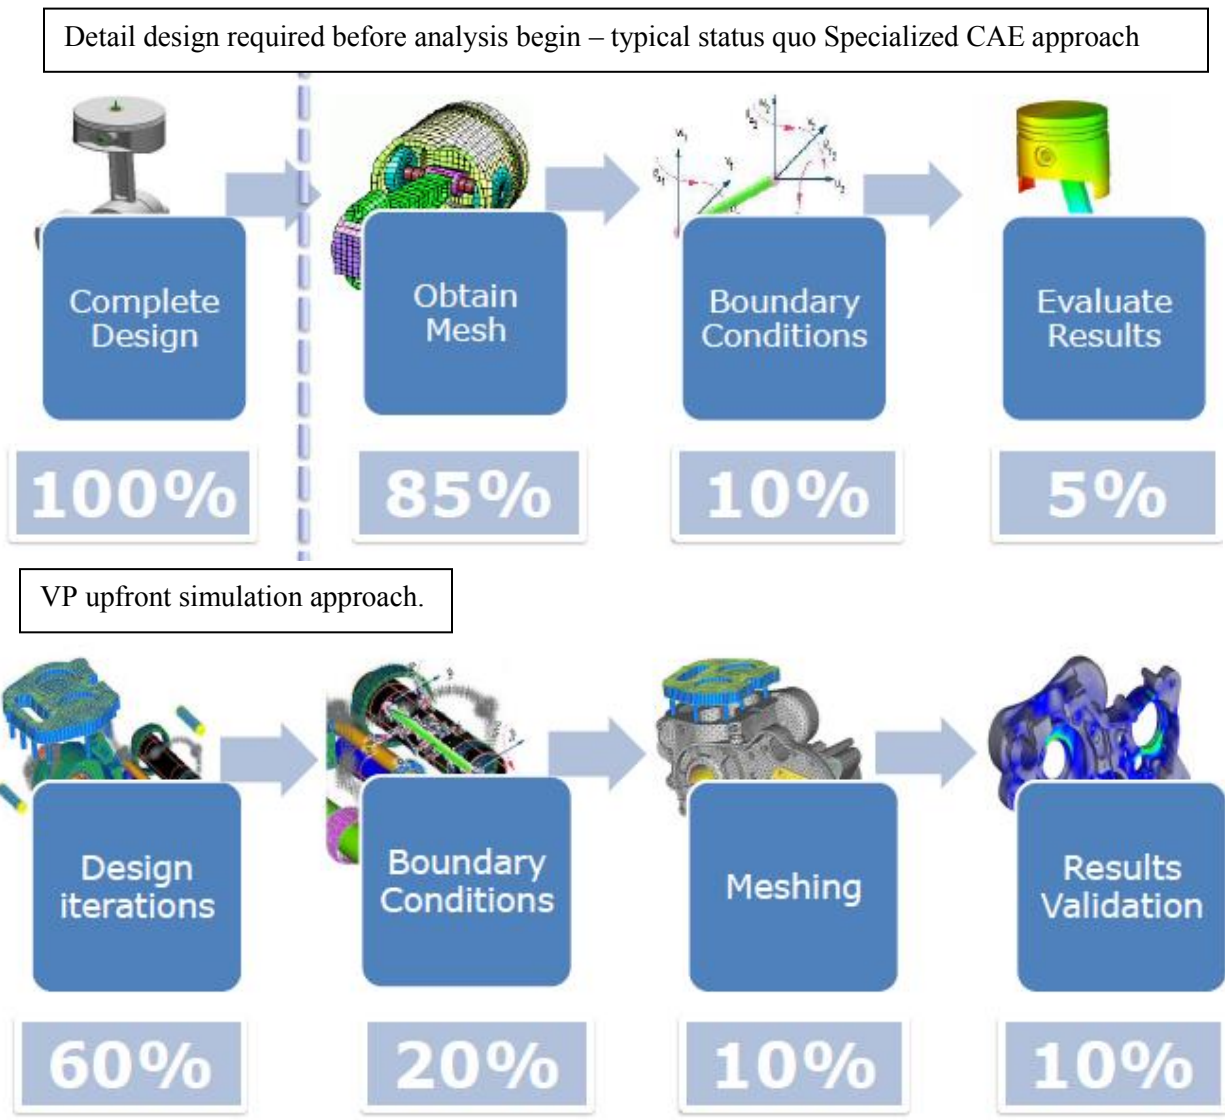 Detail design required before analysis begin – typical status quo Specialized CAE approach
Complete
Design
Obtain
Mesh
Boundary
Conditions
Evaluate
Results
100%
85%
10%
5%
VP upfront simulation approach.
Design
iterations
Boundary
Conditions
Meshing
Results
Validation
60%
20%
10%
10%